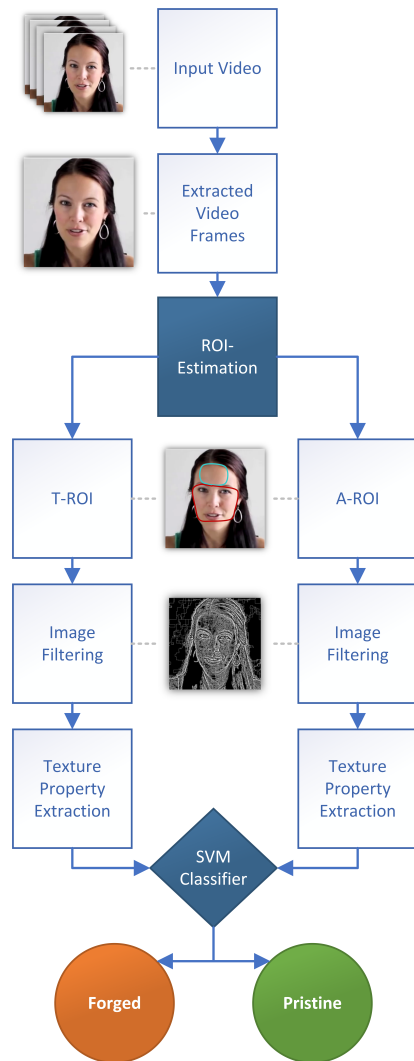 Input Video
Extracted
Video
Frames
ROI-
Estimation
T-ROI
A-ROI
Image
Filtering
Image
Filtering
Texture
Property
Extraction
Texture
Property
Extraction
SVM
Classifier
Forged
Pristine